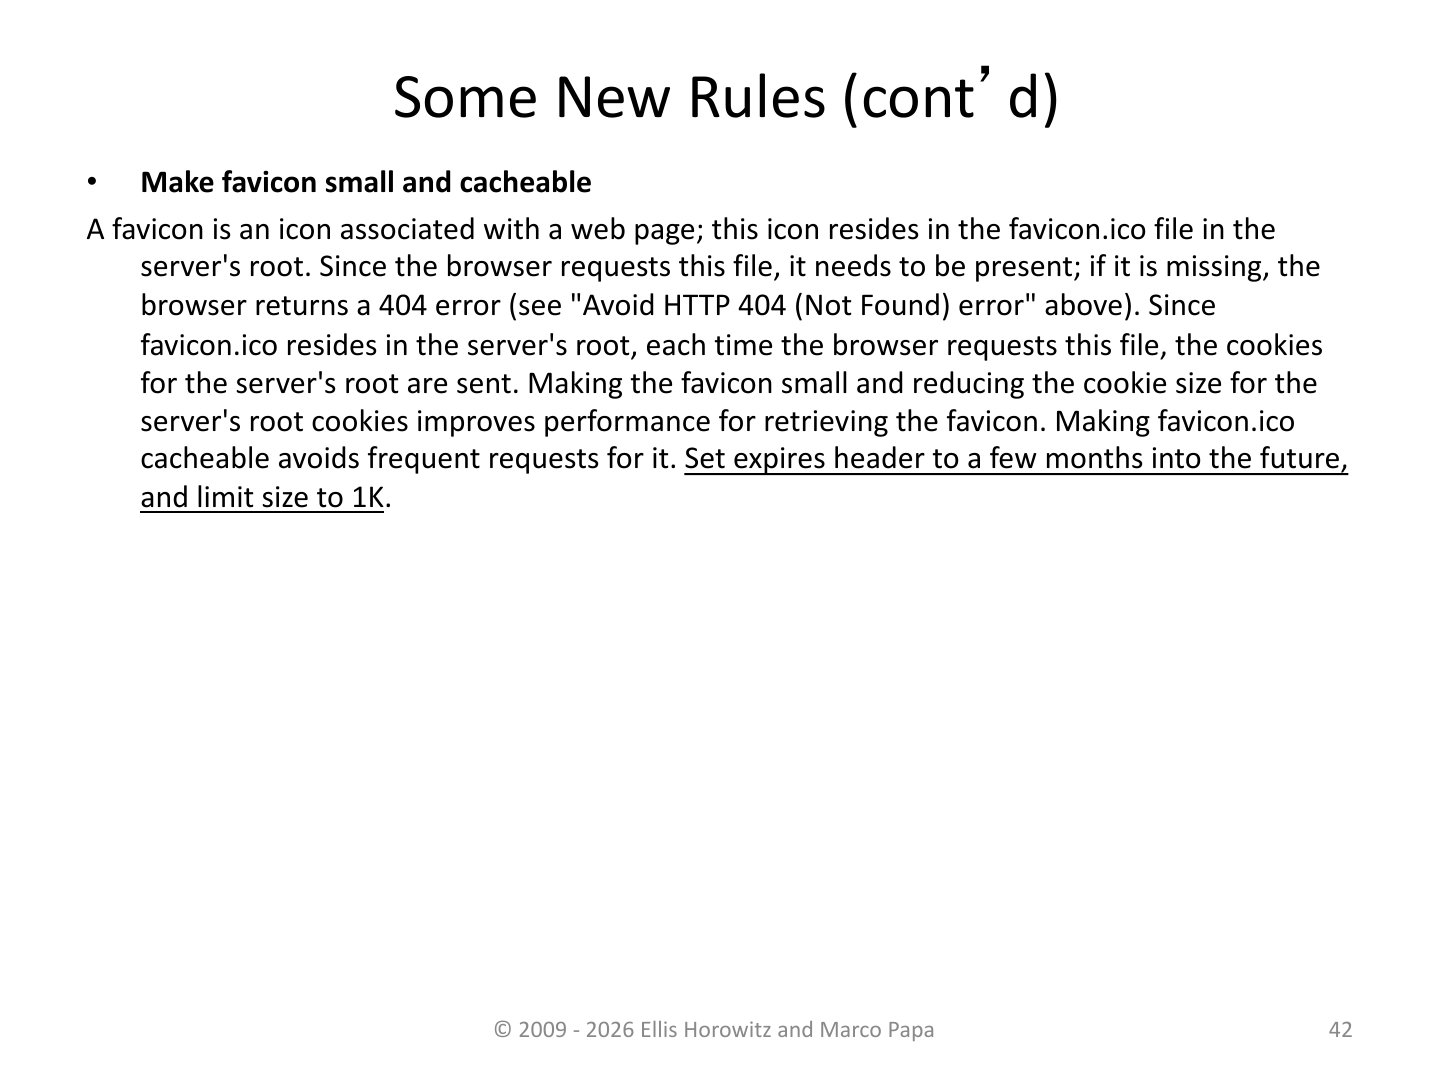 Some New Rules (cont’d)
• Make favicon small and cacheable
A favicon is an icon associated with a web page; this icon resides in the favicon.ico file in the
server's root. Since the browser requests this file, it needs to be present; if it is missing, the
browser returns a 404 error (see "Avoid HTTP 404 (Not Found) error" above). Since
favicon.ico resides in the server's root, each time the browser requests this file, the cookies
for the server's root are sent. Making the favicon small and reducing the cookie size for the
server's root cookies improves performance for retrieving the favicon. Making favicon.ico
cacheable avoids frequent requests for it. Set expires header to a few months into the future,
and limit size to 1K.
© 2009 - 2026 Ellis Horowitz and Marco Papa
42